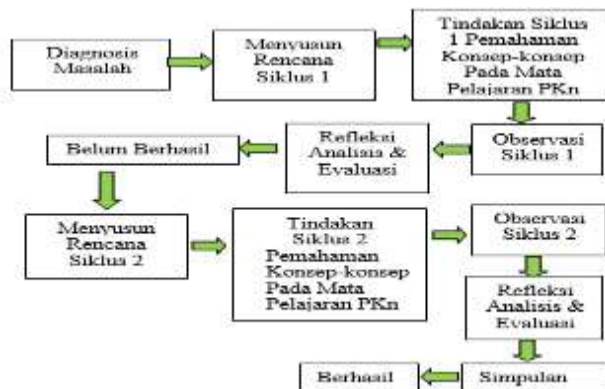 Diagnosis
Masalah
Menyusun
Rencana
Siklus 1
Tindakan Siklus
1 Pemahaman
Konsep-konsep
Pada Mata
Pelajaran PKn
Observasi
Siklus 1
Refleksi
Analisis &
Evaluasi
Belum Berhasil
Menyusun
Rencana
Siklus 2
Tindakan
Siklus 2
Pemahaman
Konsep-konsep
Pada Mata
Pelajaran PKn
Observasi
Siklus 2
Refleksi
Analisis &
Evaluasi
Simpulan
Berhasil